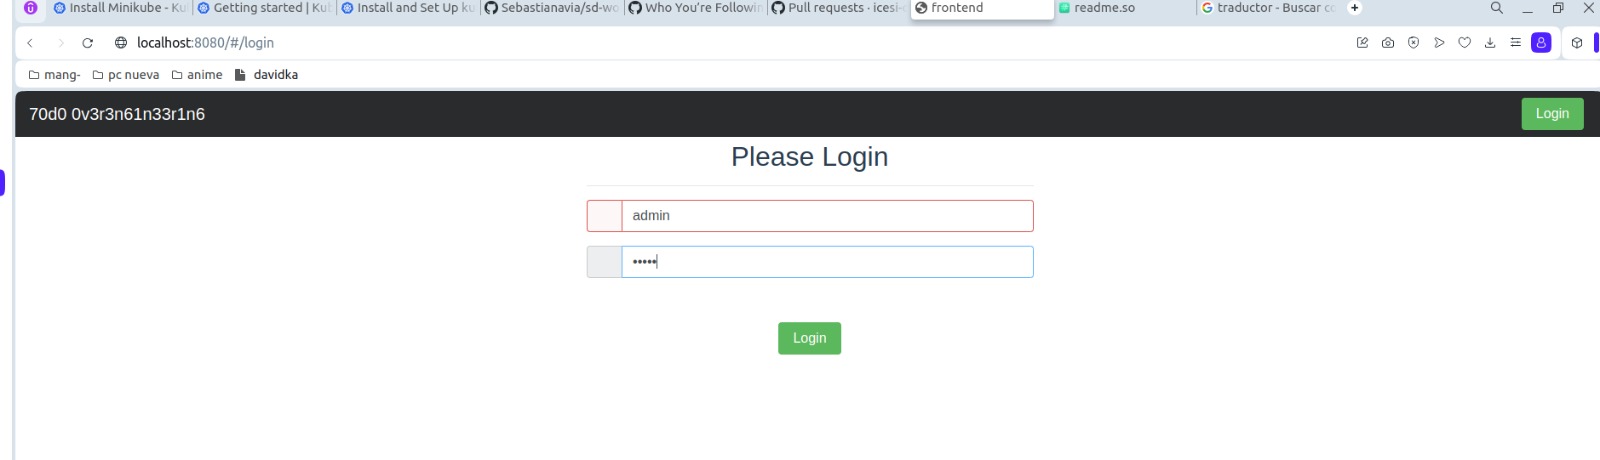 Install Minikube - Ku Getting started | Kub Install and Set Up ku Sebastianavia/sd-wo Who You're Followin Pull requests · icesi- frontend readme.so traductor - Buscar co
localhost:8080/#/login
mang- pc nueva anime davidka
70d0 0v3r3n61n33r1n6 Login
Please Login
admin
•••••
Login